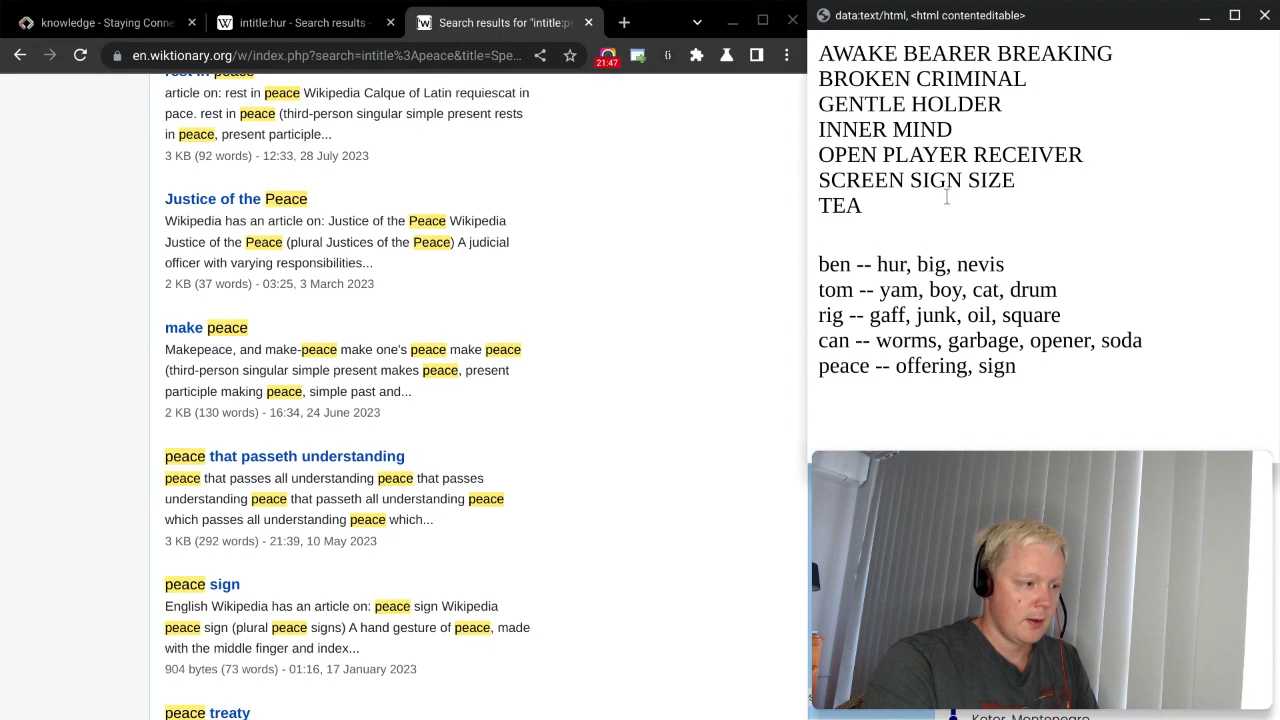 knowledge - Staying Conne
intitle:hur - Search results -
Search results for "intitle:pe
data:text/html, <html contenteditable>
en.wiktionary.org/w/index.php?search=intitle%3Apeace&title=Spe...
21:47
rest in peace
article on: rest in peace Wikipedia Calque of Latin requiescat in
pace. rest in peace (third-person singular simple present rests
in peace, present participle...
3 KB (92 words) - 12:33, 28 July 2023
Justice of the Peace
Wikipedia has an article on: Justice of the Peace Wikipedia
Justice of the Peace (plural Justices of the Peace) A judicial
officer with varying responsibilities...
2 KB (37 words) - 03:25, 3 March 2023
make peace
Makepeace, and make-peace make one's peace make peace
(third-person singular simple present makes peace, present
participle making peace, simple past and...
2 KB (130 words) - 16:34, 24 June 2023
peace that passeth understanding
peace that passes all understanding peace that passes
understanding peace that passeth all understanding peace
which passes all understanding peace which...
3 KB (292 words) - 21:39, 10 May 2023
peace sign
English Wikipedia has an article on: peace sign Wikipedia
peace sign (plural peace signs) A hand gesture of peace, made
with the middle finger and index...
904 bytes (73 words) - 01:16, 17 January 2023
peace treaty
AWAKE BEARER BREAKING
BROKEN CRIMINAL
GENTLE HOLDER
INNER MIND
OPEN PLAYER RECEIVER
SCREEN SIGN SIZE
TEA
ben -- hur, big, nevis
tom -- yam, boy, cat, drum
rig -- gaff, junk, oil, square
can -- worms, garbage, opener, soda
peace -- offering, sign
Kotor, Montenegro